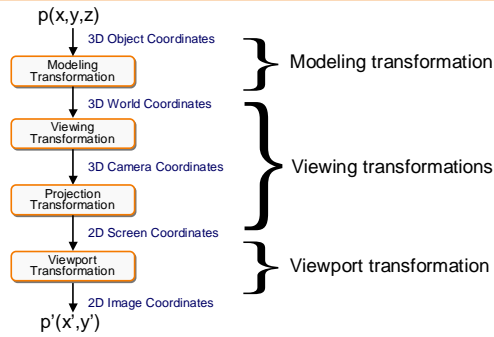 p(x,y,z)
3D Object Coordinates
Modeling
Transformation
Modeling transformation
3D World Coordinates
Viewing
Transformation
3D Camera Coordinates
Viewing transformations
Projection
Transformation
2D Screen Coordinates
Viewport
Transformation
Viewport transformation
2D Image Coordinates
p’(x’,y’)